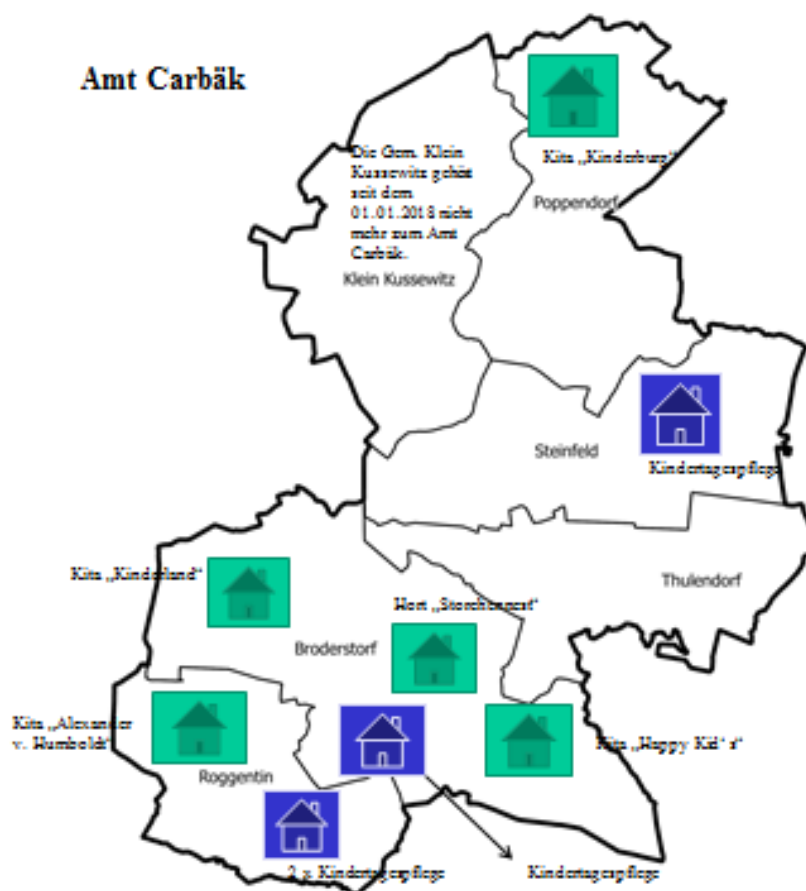 Amt Carbäk
Kita „Kinderburg“
Die Gem. Klein
Kussewitz gehört
seit dem
01.01.2018 nicht
mehr zum Amt
Carbäk.
Poppendorf
Klein Kussewitz
Steinfeld
Kindertagespflege
Kita „Kinderland“
Thulendorf
Hort „Storchennest“
Broderstorf
Kita „Alexander
v. Humboldt“
Kita „Happy Kid´s“
Roggentin
2 x Kindertagespflege
Kindertagespflege